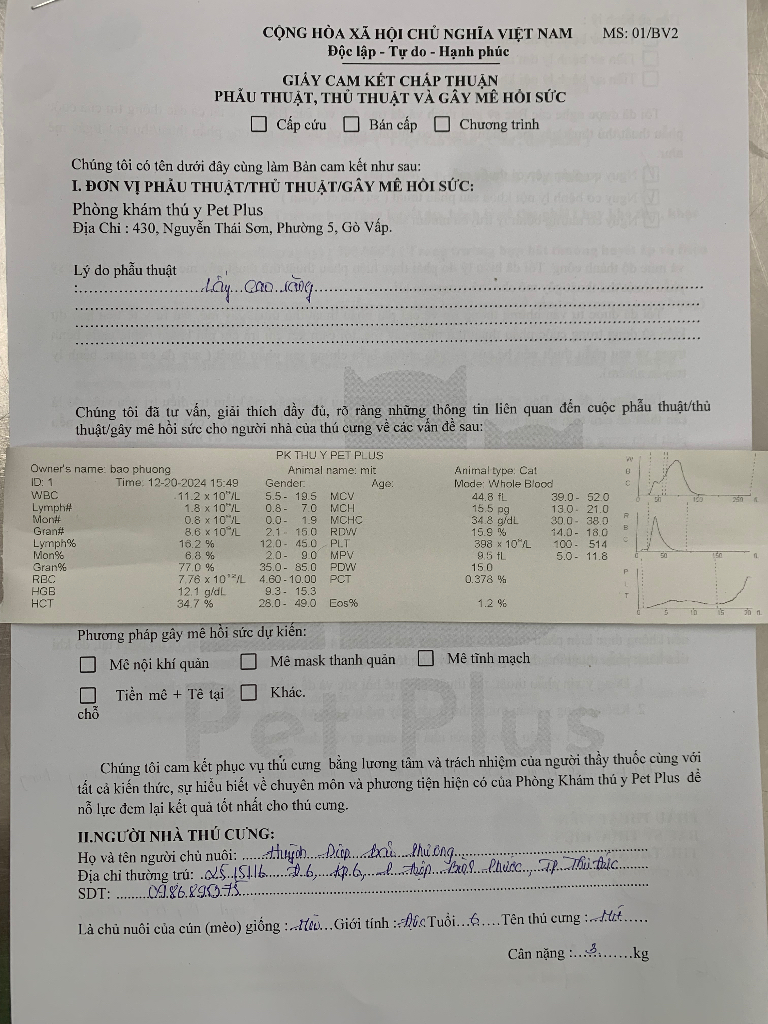 CỘNG HÒA XÃ HỘI CHỦ NGHĨA VIỆT NAM MS: 01/BV2
Độc lập - Tự do - Hạnh phúc
GIẤY CAM KẾT CHẤP THUẬN
PHẪU THUẬT, THỦ THUẬT VÀ GÂY MÊ HỒI SỨC
Cấp cứu Bán cấp Chương trình
Chúng tôi có tên dưới đây cùng làm Bản cam kết như sau:
I. ĐƠN VỊ PHẪU THUẬT/THỦ THUẬT/GÂY MÊ HỒI SỨC:
Phòng khám thú y Pet Plus
Địa Chỉ : 430, Nguyễn Thái Sơn, Phường 5, Gò Vấp.
Lý do phẫu thuật
: Lấy cao răng
Chúng tôi đã tư vấn, giải thích đầy đủ, rõ ràng những thông tin liên quan đến cuộc phẫu thuật/thủ
thuật/gây mê hồi sức cho người nhà của thú cưng về các vấn đề sau:
PK THU Y PET PLUS
Owner's name: bao phuong Animal name: mit Animal type: Cat
ID: 1 Time: 12-20-2024 15:49 Gender: Age: Mode: Whole Blood
WBC 11.2 x 10^9/L 5.5 - 19.5 MCV 44.8 fL 39.0 - 52.0
Lymph# 1.8 x 10^9/L 0.8 - 7.0 MCH 15.5 pg 13.0 - 21.0
Mon# 0.8 x 10^9/L 0.0 - 1.9 MCHC 34.8 g/dL 30.0 - 38.0
Gran# 8.6 x 10^9/L 2.1 - 15.0 RDW 15.9 % 14.0 - 18.0
Lymph% 16.2 % 12.0 - 45.0 PLT 398 x 10^9/L 100 - 514
Mon% 6.8 % 2.0 - 9.0 MPV 9.5 fL 5.0 - 11.8
Gran% 77.0 % 35.0 - 85.0 PDW 15.0
RBC 7.76 x 10^12/L 4.60 - 10.00 PCT 0.378 %
HGB 12.1 g/dL 9.3 - 15.3
HCT 34.7 % 28.0 - 49.0 Eos% 1.2 %
Phương pháp gây mê hồi sức dự kiến:
Mê nội khí quản Mê mask thanh quản Mê tĩnh mạch
Tiền mê + Tê tại Khác.
chỗ
Pet Plus
Chúng tôi cam kết phục vụ thú cưng bằng lương tâm và trách nhiệm của người thầy thuốc cùng với
tất cả kiến thức, sự hiểu biết về chuyên môn và phương tiện hiện có của Phòng Khám thú y Pet Plus để
nỗ lực đem lại kết quả tốt nhất cho thú cưng.
II.NGƯỜI NHÀ THÚ CƯNG:
Họ và tên người chủ nuôi: Huỳnh Diệp Bảo Phương
Địa chỉ thường trú: Đ.6, KP.6, P. Hiệp Bình Phước, TP. Thủ Đức
SDT:
Là chủ nuôi của cún (mèo) giống : Mèo Giới tính : Đực Tuổi 6 Tên thú cưng : Mít
Cân nặng : 3 kg